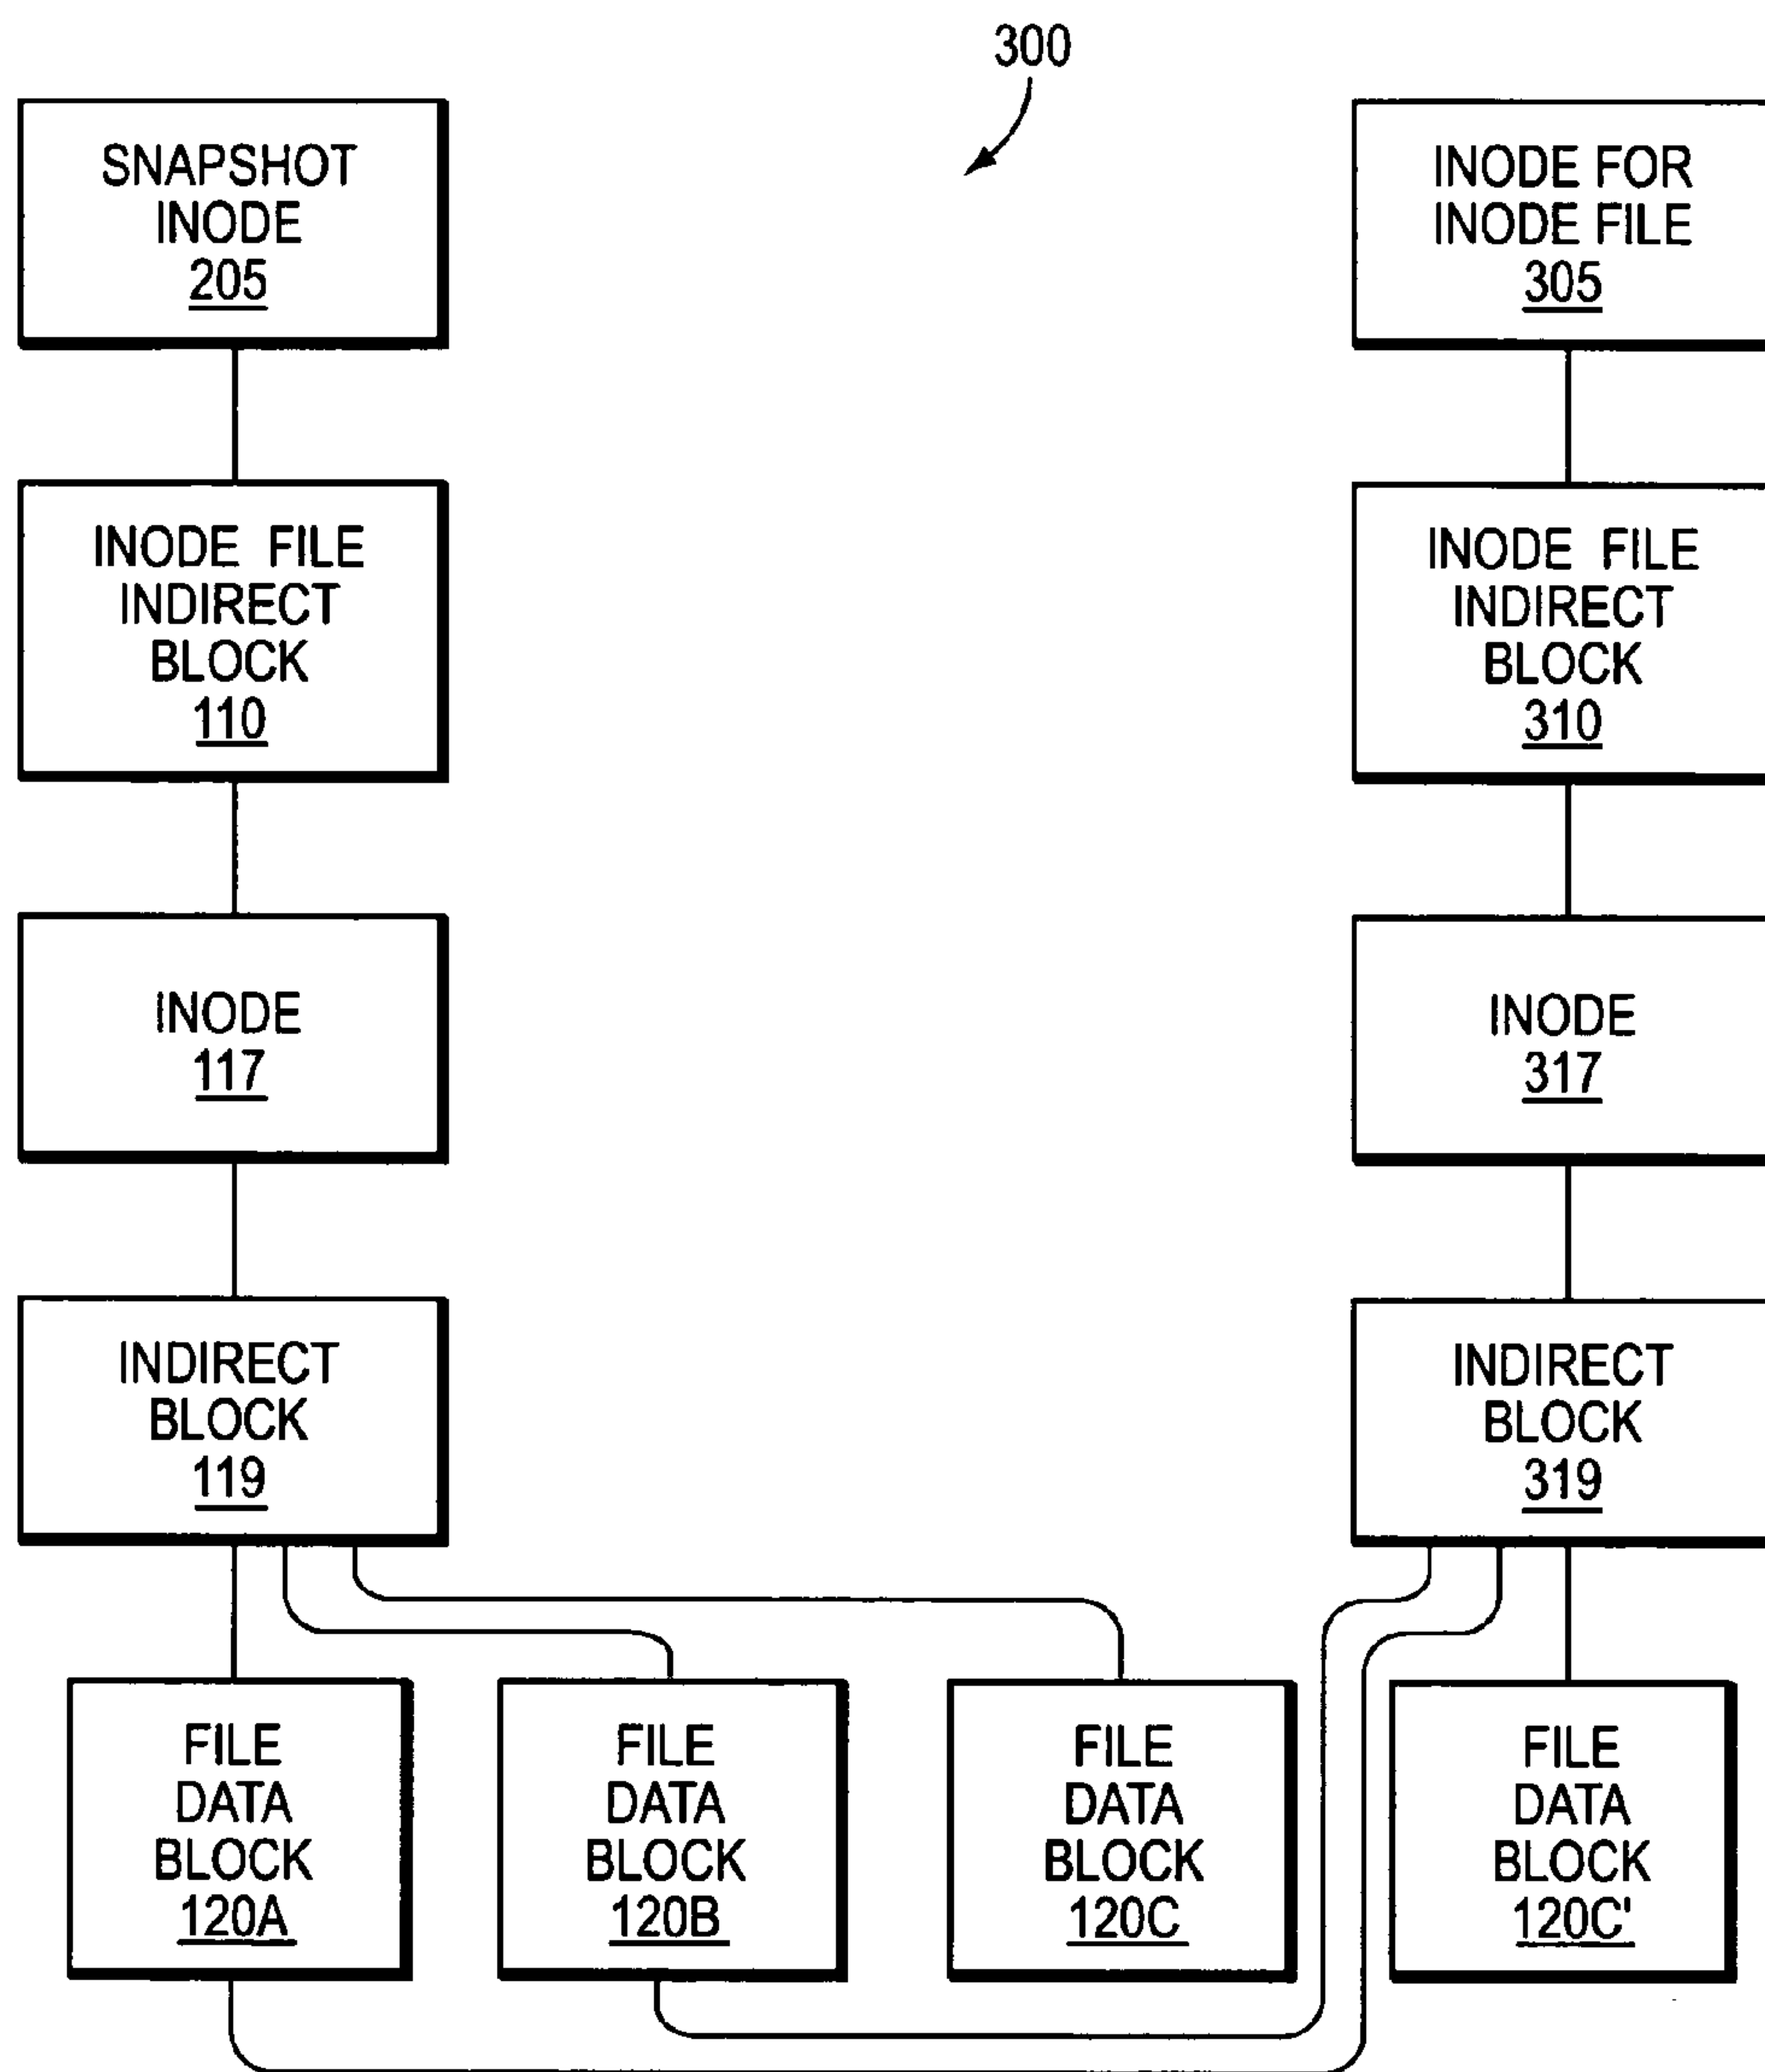 300
SNAPSHOT
INODE
205
INODE FOR
INODE FILE
305
INODE FILE
INDIRECT
BLOCK
110
INODE FILE
INDIRECT
BLOCK
310
INODE
117
INODE
317
INDIRECT
BLOCK
119
INDIRECT
BLOCK
319
FILE
DATA
BLOCK
120A
FILE
DATA
BLOCK
120B
FILE
DATA
BLOCK
120C
FILE
DATA
BLOCK
120C'